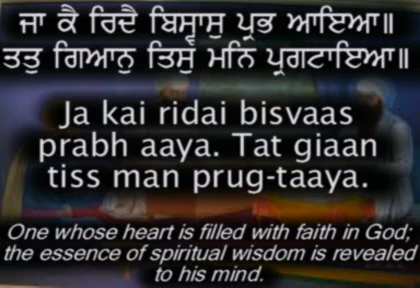 ਜਾ ਕੈ ਰਿਦੈ ਬਿਸ੍ਵਾਸੁ ਪ੍ਰਭ ਆਇਆ॥
ਤਤੁ ਗਿਆਨੁ ਤਿਸੁ ਮਨਿ ਪ੍ਰਗਟਾਇਆ॥
Ja kai ridai bisvaas
prabh aaya. Tat giaan
tiss man prug-taaya.
One whose heart is filled with faith in God;
the essence of spiritual wisdom is revealed
to his mind.